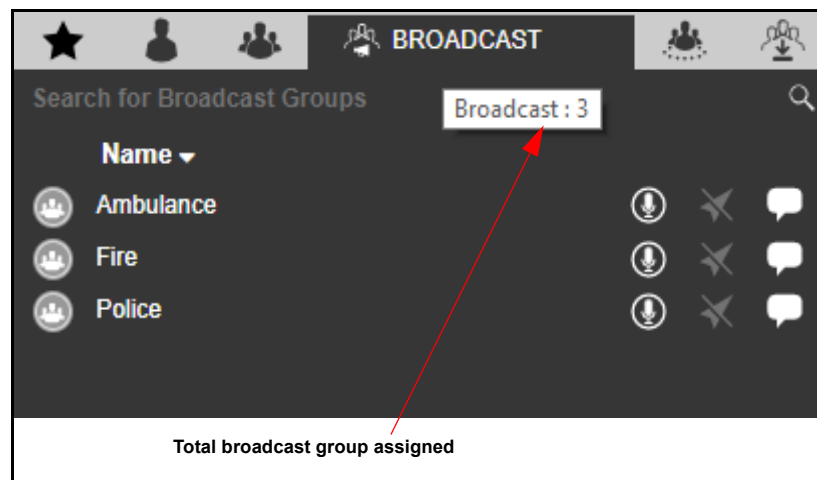 BROADCAST
Search for Broadcast Groups
Broadcast : 3
Name
Ambulance
Fire
Police
Total broadcast group assigned